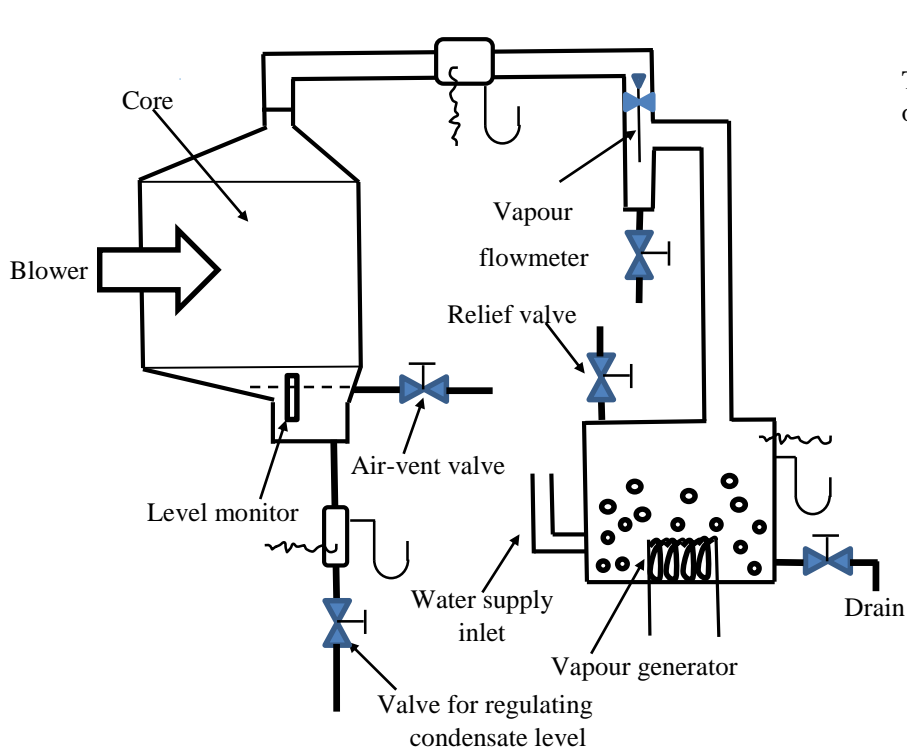 Core
Vapour
flowmeter
Blower
Relief valve
Air-vent valve
Level monitor
Water supply
inlet
Drain
Vapour generator
Valve for regulating
condensate level